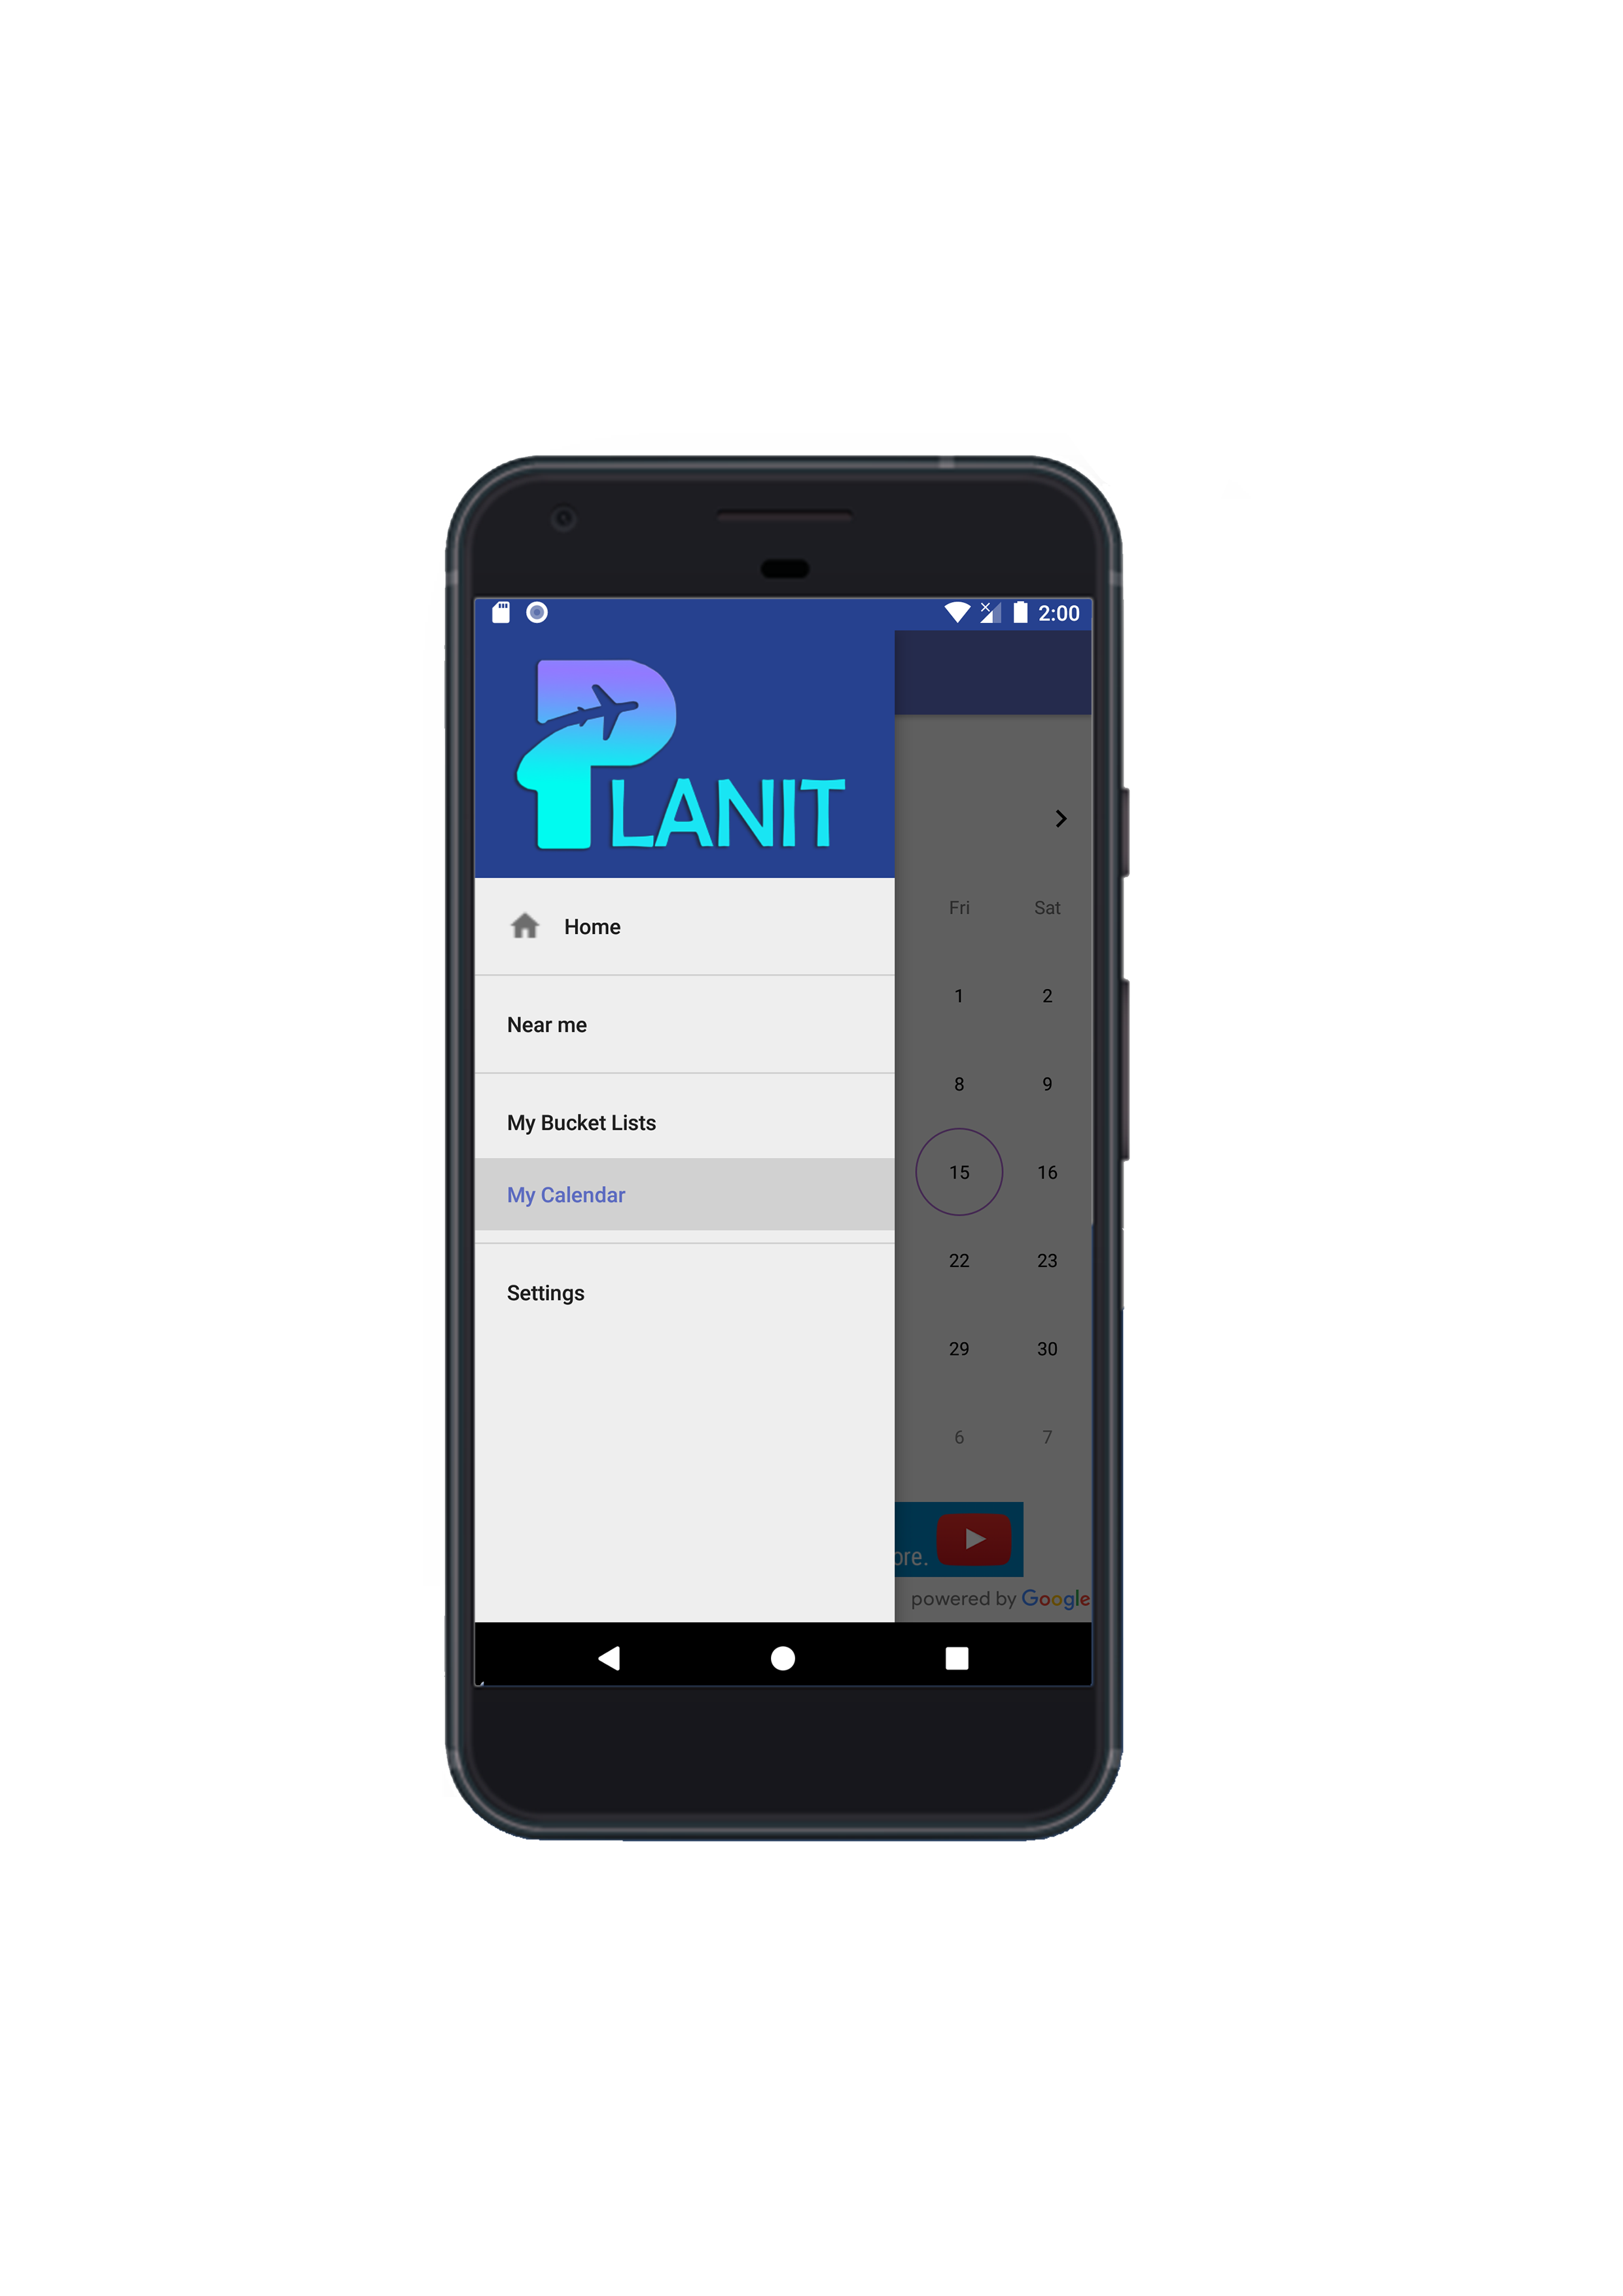 2:00
PLANIT
Home
Near me
My Bucket Lists
My Calendar
Settings
Fri Sat
1 2
8 9
15 16
22 23
29 30
6 7
powered by Google